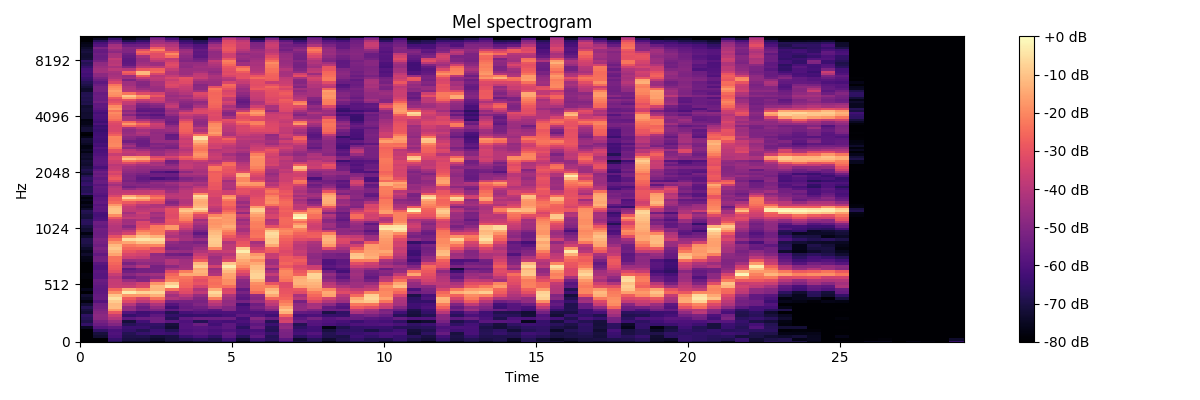 Mel spectrogram
8192
4096
2048
1024
512
0
Hz
0 5 10 15 20 25
Time
+0 dB
-10 dB
-20 dB
-30 dB
-40 dB
-50 dB
-60 dB
-70 dB
-80 dB